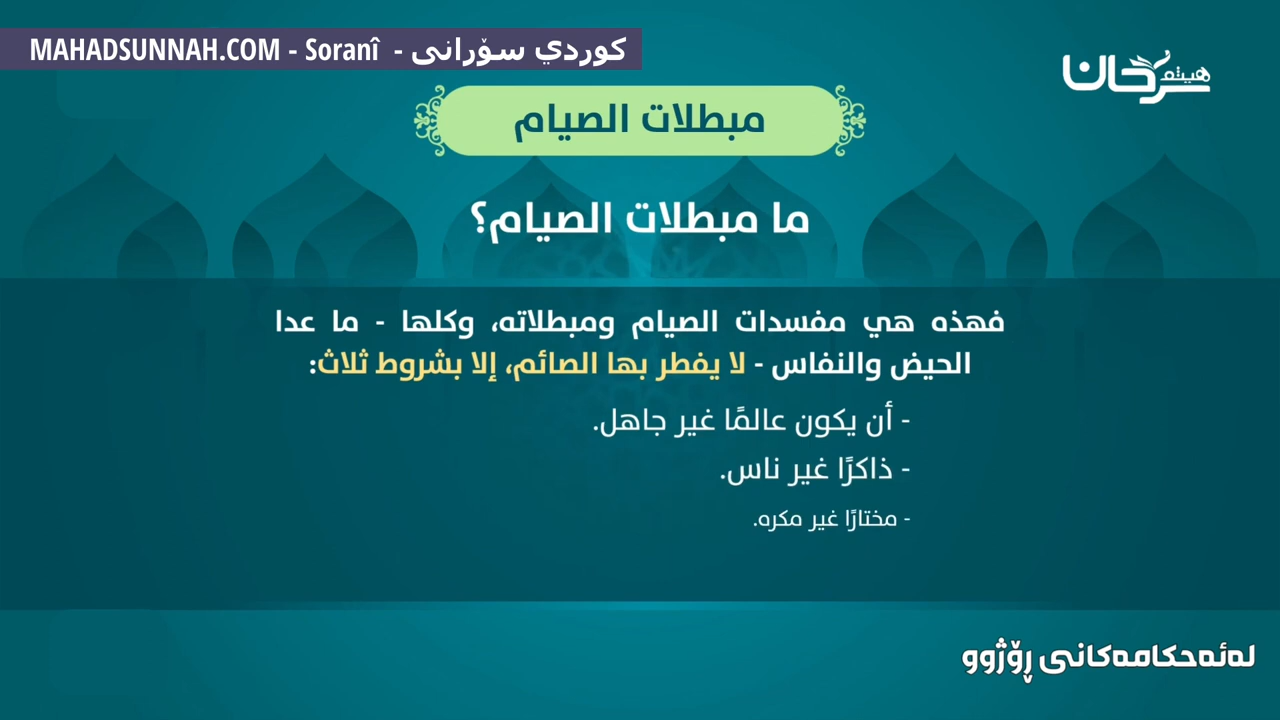 MAHADSUNNAH.COM - Soranî - كوردي سۆرانی
هيثم
سرحان
مبطلات الصيام
ما مبطلات الصيام؟
فهذه هي مفسدات الصيام ومبطلاته، وكلها - ما عدا
الحيض والنفاس - لا يفطر بها الصائم، إلا بشروط ثلاث:
- أن يكون عالمًا غير جاهل.
- ذاكرًا غير ناس.
- مختارًا غير مكره.
لەئەحکامەکانی ڕۆژوو